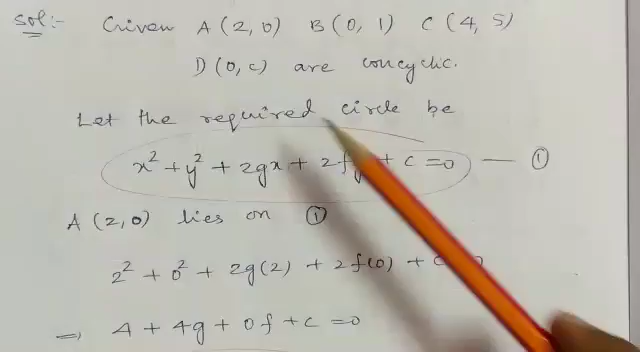 Sol:- Given A(2,0) B(0,1) C(4,5)
D(0,c) are concyclic.
Let the required circle be
x² + y² + 2gx + 2fy + c = 0 — ①
A(2,0) lies on ①
2² + 0² + 2g(2) + 2f(0) + c
⇒ 4 + 4g + 0f + c = 0